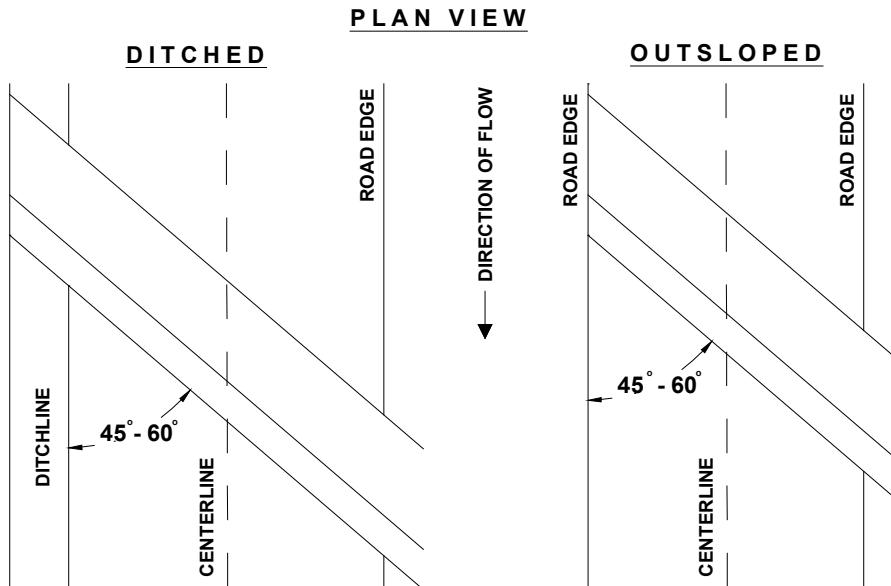 PLAN VIEW
DITCHED
OUTSLOPED
ROAD EDGE
DIRECTION OF FLOW
ROAD EDGE
ROAD EDGE
45° - 60°
45° - 60°
DITCHLINE
CENTERLINE
CENTERLINE